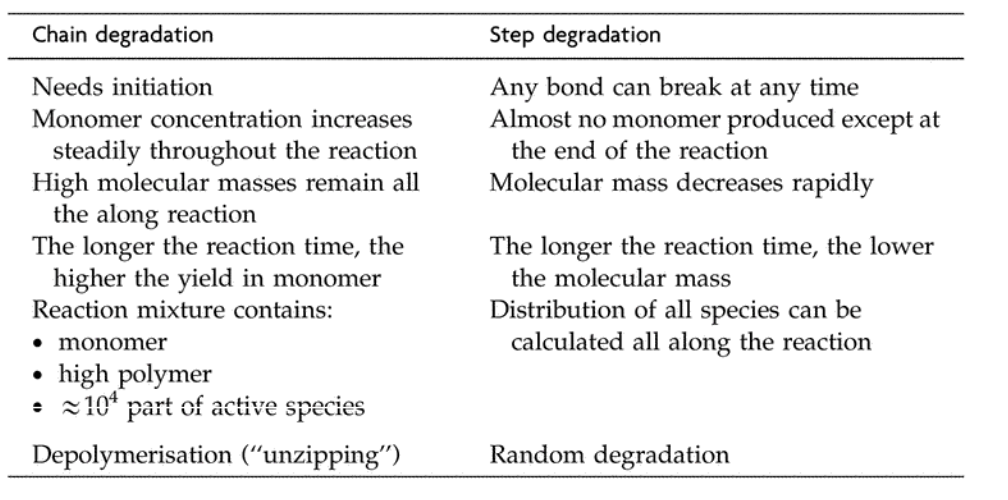 Chain degradation Step degradation
Needs initiation Any bond can break at any time
Monomer concentration increases Almost no monomer produced except at
steadily throughout the reaction the end of the reaction
High molecular masses remain all Molecular mass decreases rapidly
the along reaction
The longer the reaction time, the The longer the reaction time, the lower
higher the yield in monomer the molecular mass
Reaction mixture contains: Distribution of all species can be
• monomer calculated all along the reaction
• high polymer
• ≈10⁴ part of active species
Depolymerisation (“unzipping”) Random degradation